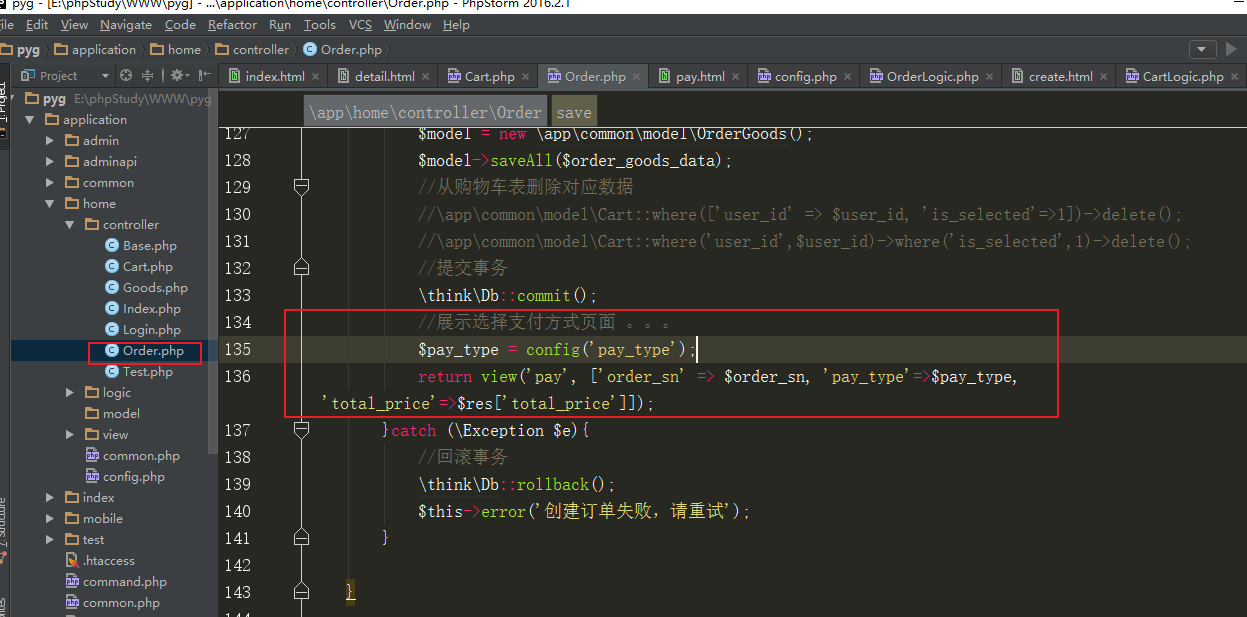 pyg - [E:\phpStudy\WWW\pyg] - ...\application\home\controller\Order.php - PhpStorm 2016.2.1
File Edit View Navigate Code Refactor Run Tools VCS Window Help
pyg application home controller Order.php
Project index.html detail.html Cart.php Order.php pay.html config.php OrderLogic.php create.html CartLogic.php
1: Project
pyg E:\phpStudy\WWW\pyg
application
admin
adminapi
common
home
controller
Base.php
Cart.php
Goods.php
Index.php
Login.php
Order.php
Test.php
logic
model
view
common.php
config.php
index
mobile
test
.htaccess
command.php
common.php
7: Structure
\app\home\controller\Order save
127 $model = new \app\common\model\OrderGoods();
128 $model->saveAll($order_goods_data);
129 //从购物车表删除对应数据
130 //\app\common\model\Cart::where(['user_id' => $user_id, 'is_selected'=>1])->delete();
131 //\app\common\model\Cart::where('user_id',$user_id)->where('is_selected',1)->delete();
132 //提交事务
133 \think\Db::commit();
134 //展示选择支付方式页面 。。。
135 $pay_type = config('pay_type');
136 return view('pay', ['order_sn' => $order_sn, 'pay_type'=>$pay_type,
'total_price'=>$res['total_price']]);
137 }catch (\Exception $e){
138 //回滚事务
139 \think\Db::rollback();
140 $this->error('创建订单失败，请重试');
141 }
142
143 }